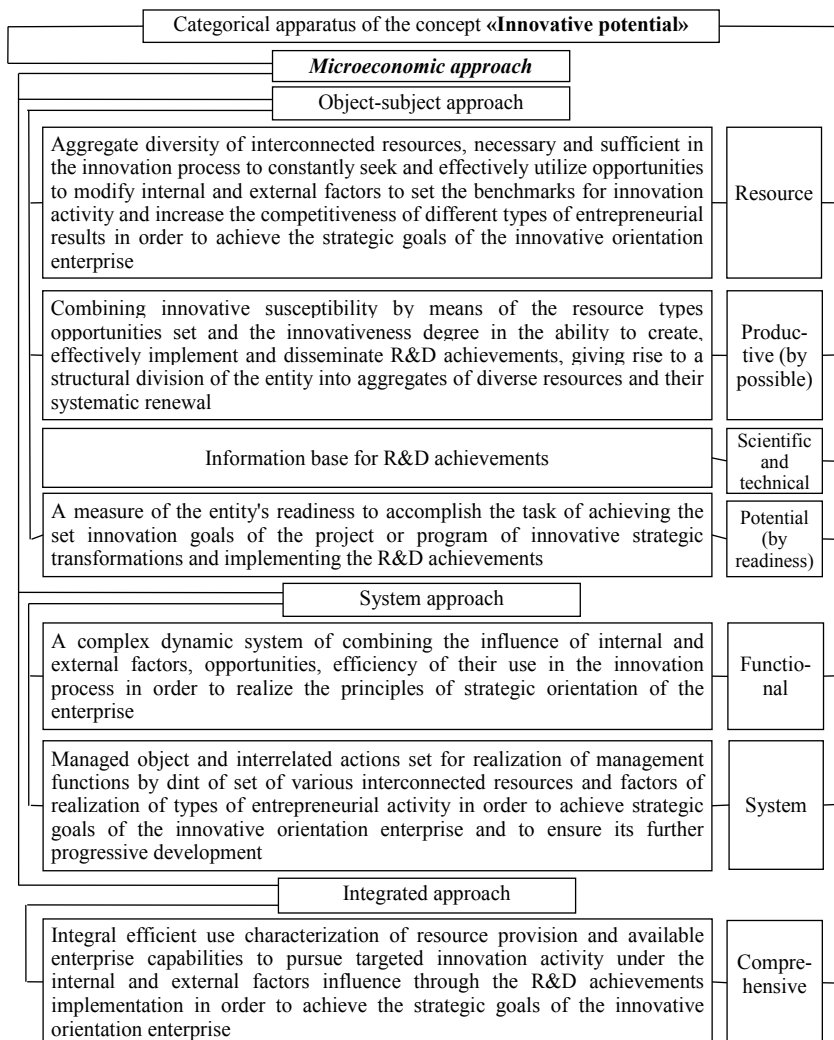 Categorical apparatus of the concept «Innovative potential»
Microeconomic approach
Object-subject approach
Aggregate diversity of interconnected resources, necessary and sufficient in
the innovation process to constantly seek and effectively utilize opportunities
to modify internal and external factors to set the benchmarks for innovation
activity and increase the competitiveness of different types of entrepreneurial
results in order to achieve the strategic goals of the innovative orientation
enterprise
Resource
Combining innovative susceptibility by means of the resource types
opportunities set and the innovativeness degree in the ability to create,
effectively implement and disseminate R&D achievements, giving rise to a
structural division of the entity into aggregates of diverse resources and their
systematic renewal
Produc-
tive (by
possible)
Information base for R&D achievements
Scientific
and
technical
A measure of the entity's readiness to accomplish the task of achieving the
set innovation goals of the project or program of innovative strategic
transformations and implementing the R&D achievements
Potential
(by
readiness)
System approach
A complex dynamic system of combining the influence of internal and
external factors, opportunities, efficiency of their use in the innovation
process in order to realize the principles of strategic orientation of the
enterprise
Functio-
nal
Managed object and interrelated actions set for realization of management
functions by dint of set of various interconnected resources and factors of
realization of types of entrepreneurial activity in order to achieve strategic
goals of the innovative orientation enterprise and to ensure its further
progressive development
System
Integrated approach
Integral efficient use characterization of resource provision and available
enterprise capabilities to pursue targeted innovation activity under the
internal and external factors influence through the R&D achievements
implementation in order to achieve the strategic goals of the innovative
orientation enterprise
Compre-
hensive